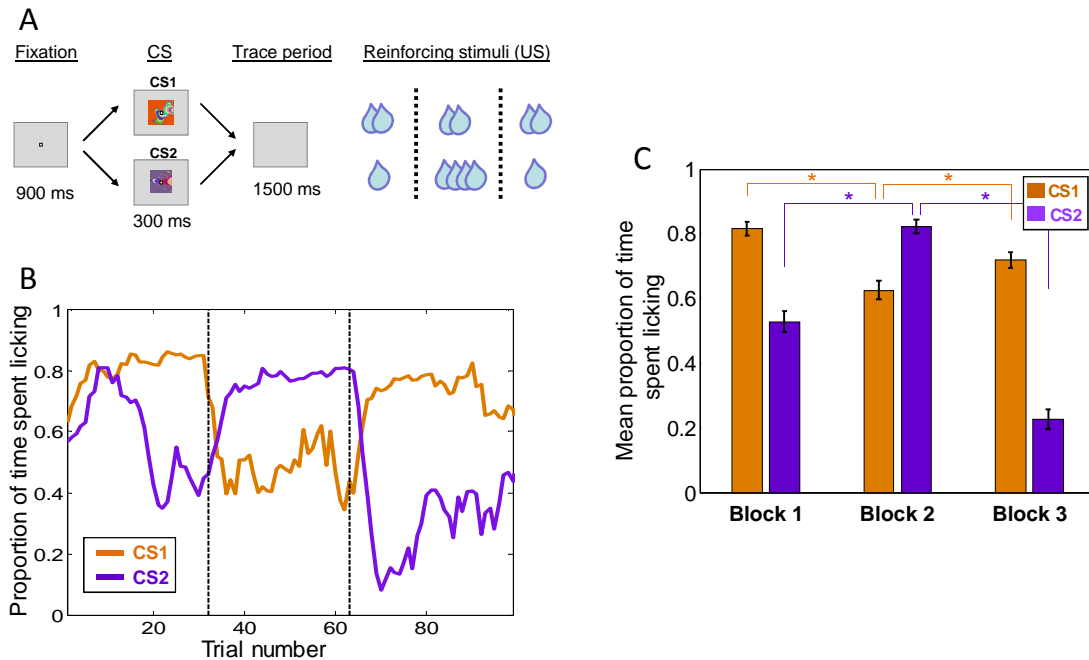 A
Fixation
CS
Trace period
Reinforcing stimuli (US)
CS1
CS2
900 ms
300 ms
1500 ms
B
Proportion of time spent licking
1
0.8
0.6
0.4
0.2
0
20
40
60
80
Trial number
CS1
CS2
C
Mean proportion of time
spent licking
1
0.8
0.6
0.4
0.2
0
*
*
*
*
CS1
CS2
Block 1
Block 2
Block 3